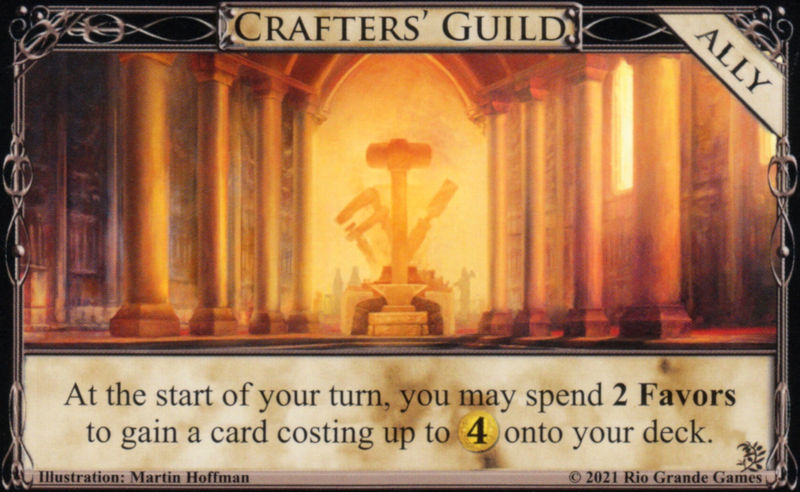 CRAFTERS' GUILD
ALLY
At the start of your turn, you may spend 2 Favors
to gain a card costing up to 4 onto your deck.
Illustration: Martin Hoffman
© 2021 Rio Grande Games